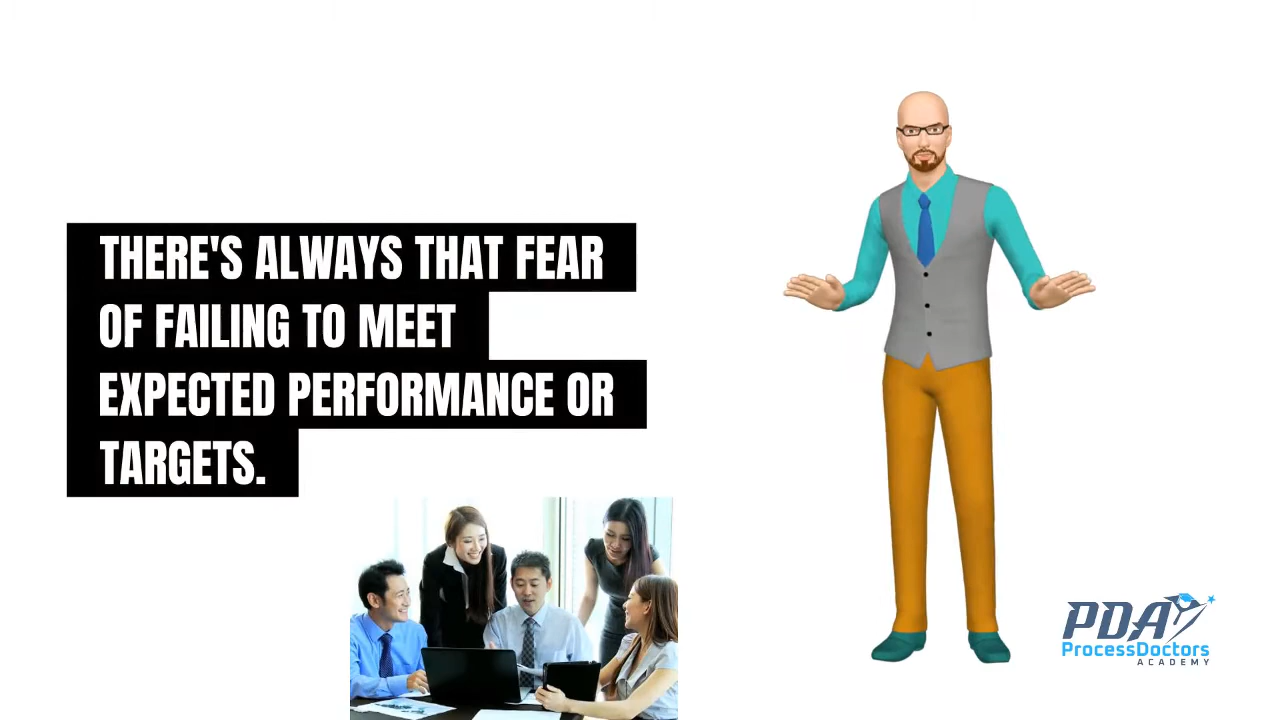 THERE'S ALWAYS THAT FEAR
OF FAILING TO MEET
EXPECTED PERFORMANCE OR
TARGETS.
PDA
ProcessDoctors
ACADEMY